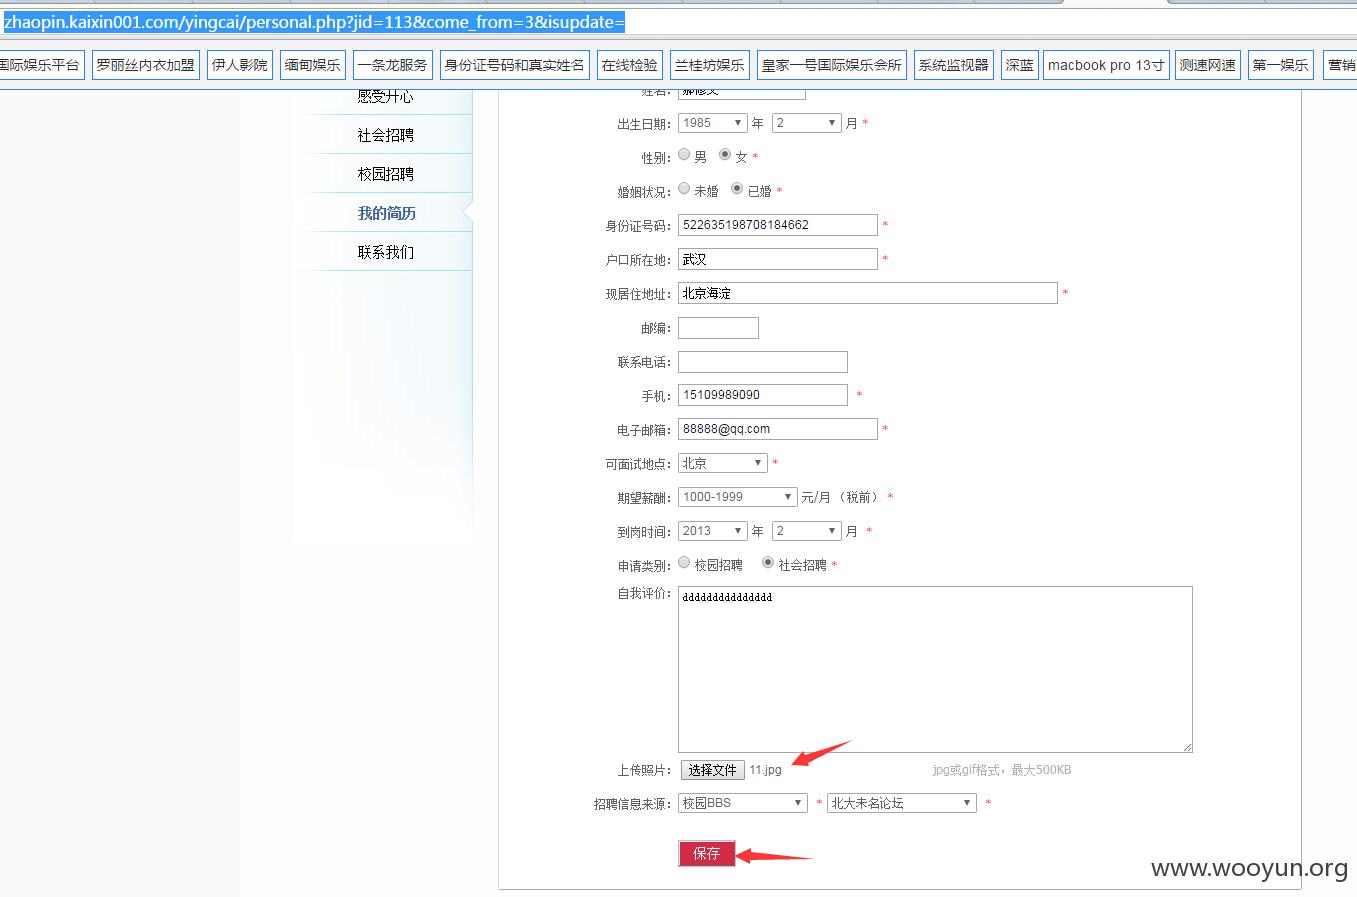 zhaopin.kaixin001.com/yingcai/personal.php?jid=113&come_from=3&isupdate=
国际娱乐平台 罗丽丝内衣加盟 伊人影院 缅甸娱乐 一条龙服务 身份证号码和真实姓名 在线检验 兰桂坊娱乐 皇家一号国际娱乐会所 系统监视器 深蓝 macbook pro 13寸 测速网速 第一娱乐 营销
感受开心
社会招聘
校园招聘
我的简历
联系我们
姓名:
出生日期: 1985 年 2 月 *
性别: 男 女 *
婚姻状况: 未婚 已婚 *
身份证号码: 522635198708184662 *
户口所在地: 武汉 *
现居住地址: 北京海淀 *
邮编:
联系电话:
手机: 15109989090 *
电子邮箱: 88888@qq.com *
可面试地点: 北京 *
期望薪酬: 1000-1999 元/月 (税前) *
到岗时间: 2013 年 2 月 *
申请类别: 校园招聘 社会招聘 *
自我评价: ddddddddddddddd
上传照片: 选择文件 11.jpg jpg或gif格式，最大500KB
招聘信息来源: 校园BBS * 北大未名论坛 *
保存
www.wooyun.org